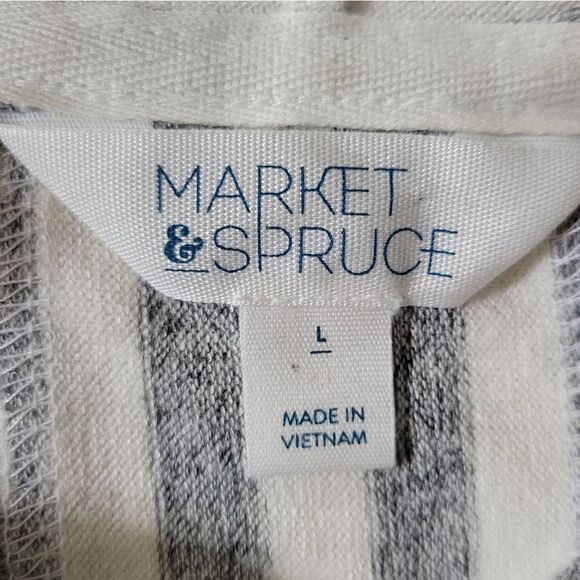 MARKET
& SPRUCE
L
MADE IN
VIETNAM